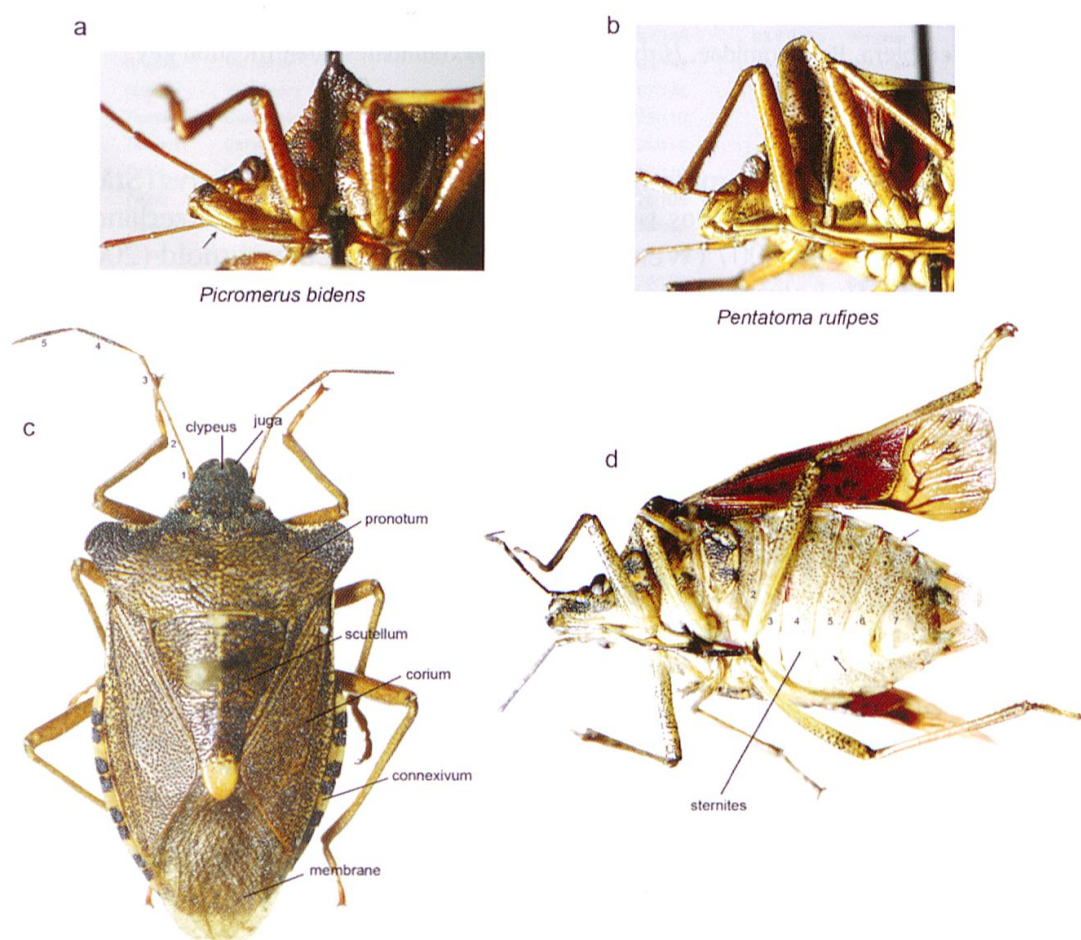 a
b
Picromerus bidens
Pentatoma rufipes
5
4
3
2
1
clypeus
juga
c
d
pronotum
scutellum
corium
connexivum
membrane
2
3
4
5
6
7
sternites